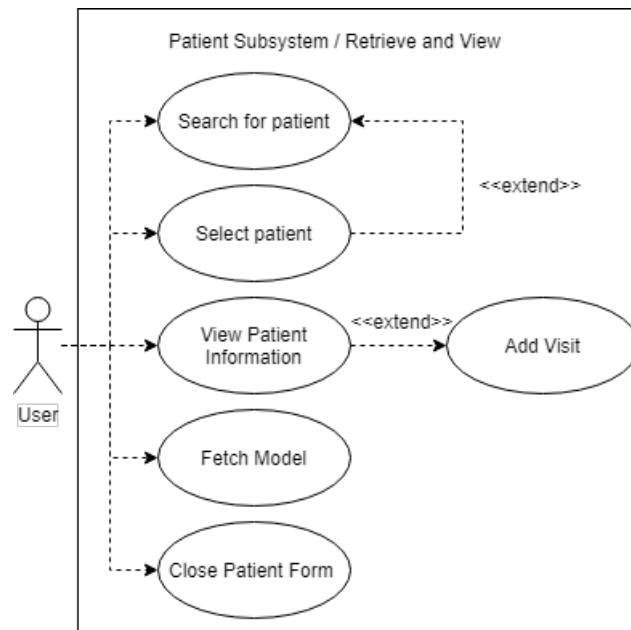 Patient Subsystem / Retrieve and View
Search for patient
<<extend>>
Select patient
<<extend>>
View Patient
Information
Add Visit
User
Fetch Model
Close Patient Form